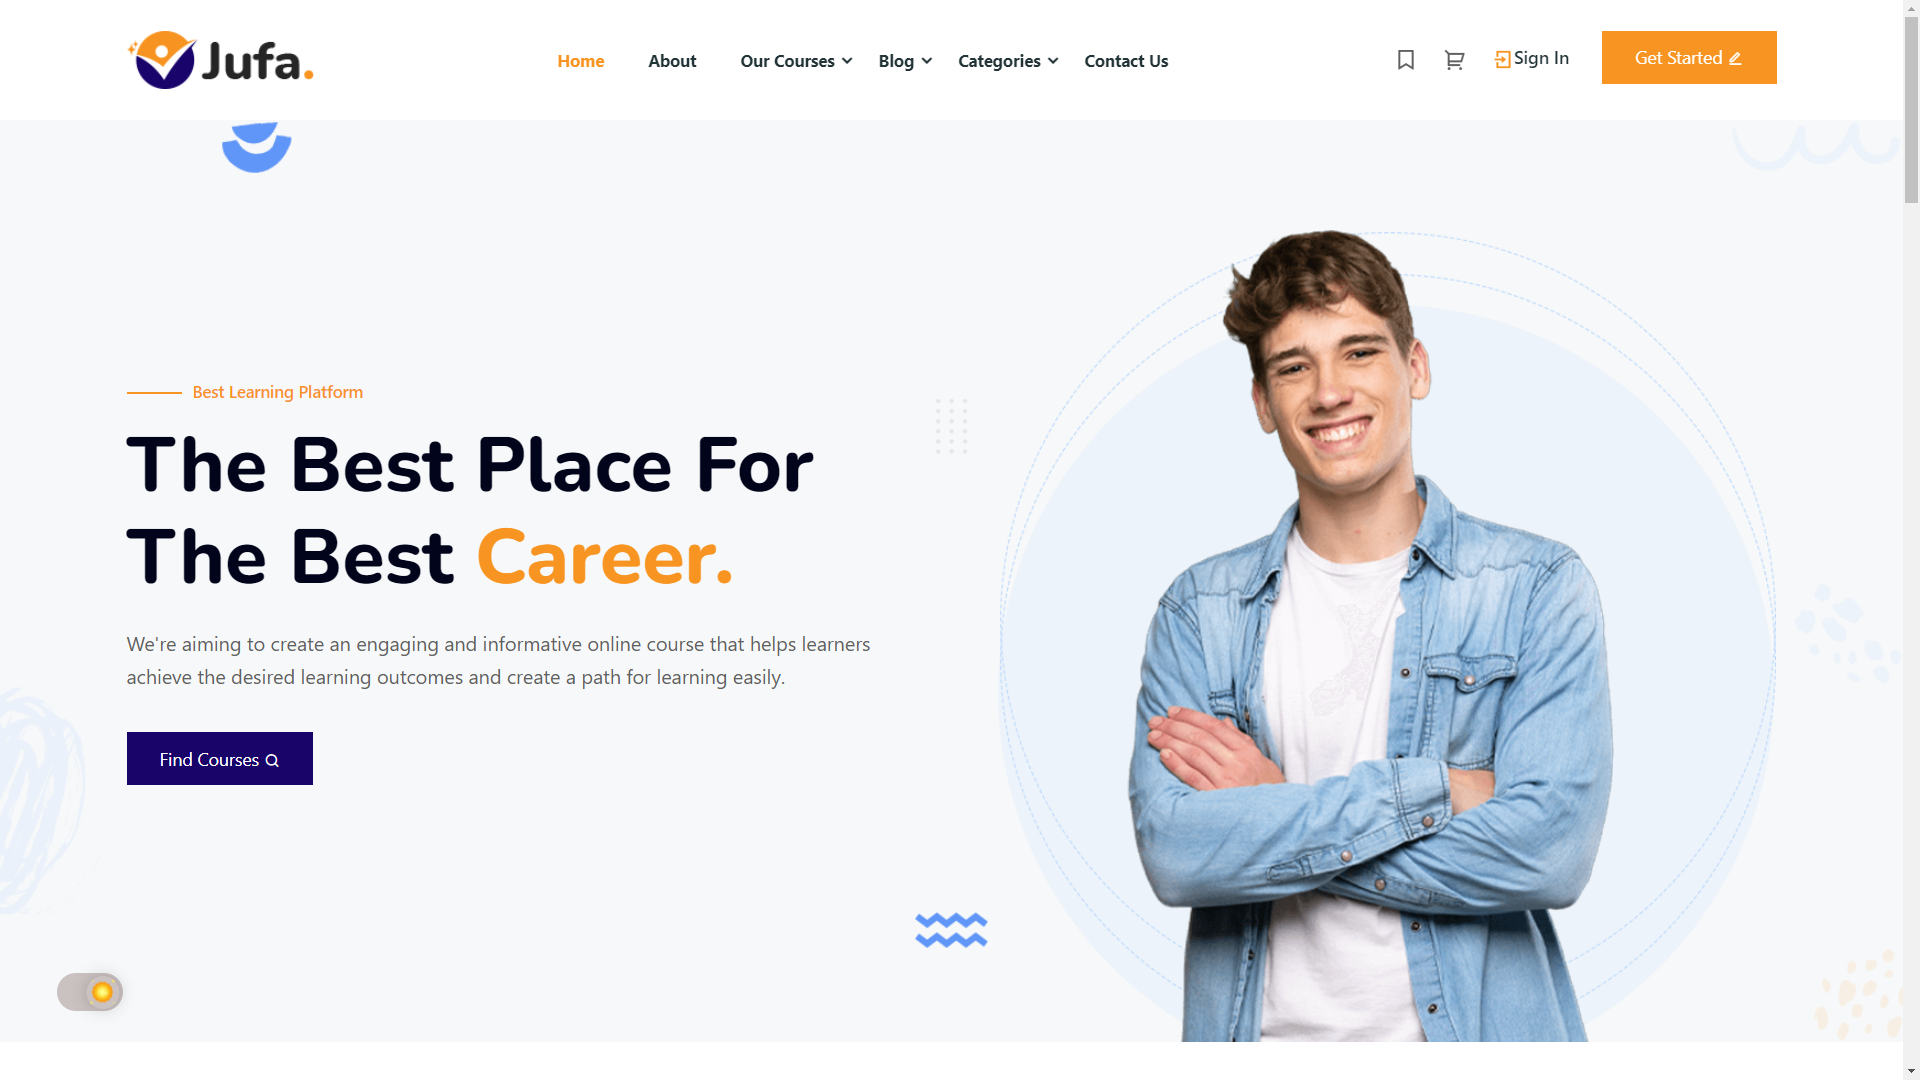 Jufa.
Home
About
Our Courses
Blog
Categories
Contact Us
Sign In
Get Started
Best Learning Platform
The Best Place For
The Best Career.
We're aiming to create an engaging and informative online course that helps learners
achieve the desired learning outcomes and create a path for learning easily.
Find Courses